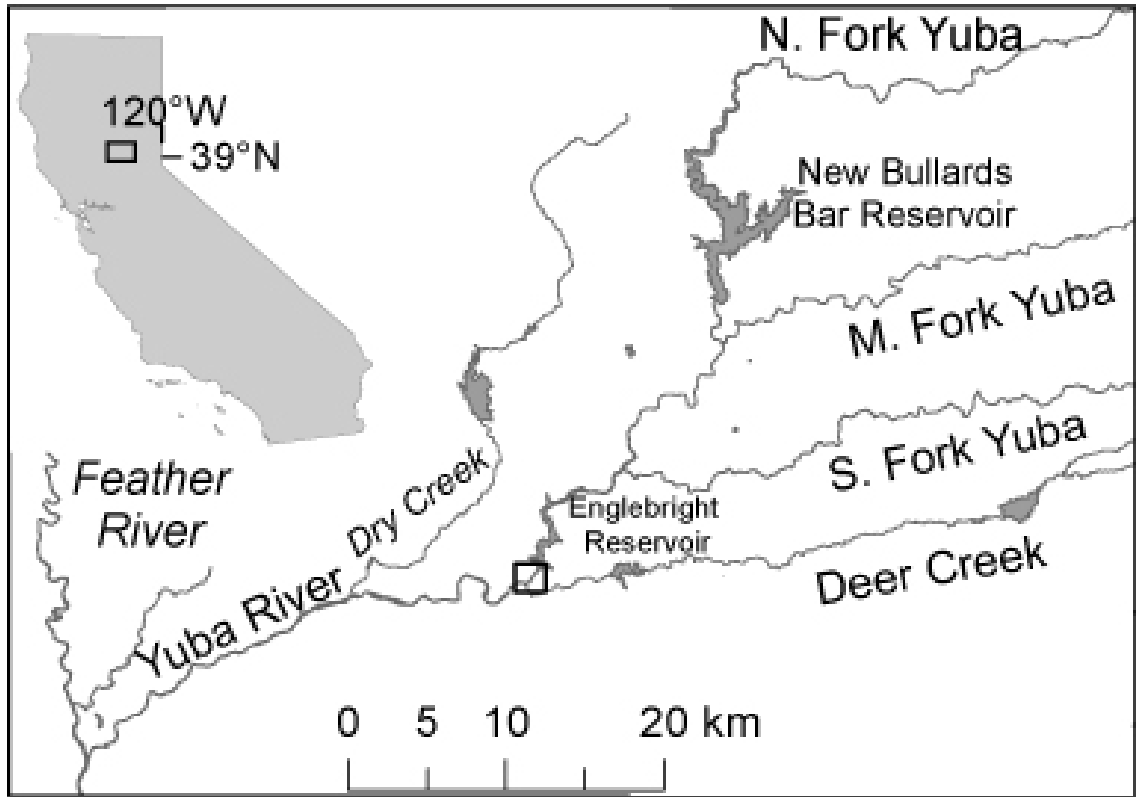 N. Fork Yuba
120°W
39°N
New Bullards
Bar Reservoir
M. Fork Yuba
S. Fork Yuba
Feather
River
Dry Creek
Englebright
Reservoir
Deer Creek
Yuba River
0 5 10 20 km